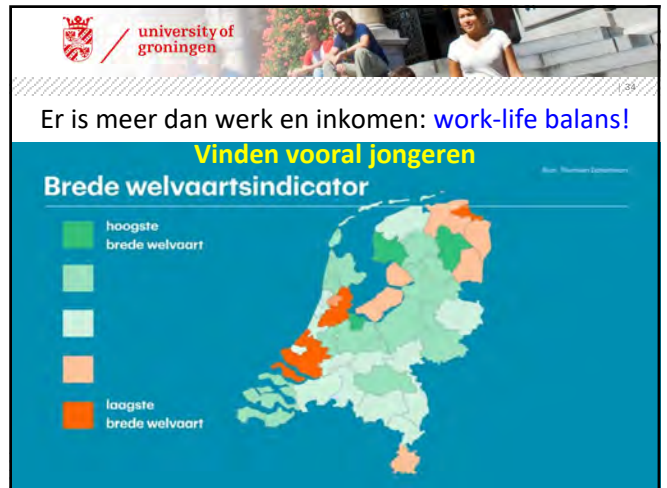 university of
groningen
| 34
Er is meer dan werk en inkomen: work-life balans!
Vinden vooral jongeren
Brede welvaartsindicator
hoogste
brede welvaart
laagste
brede welvaart